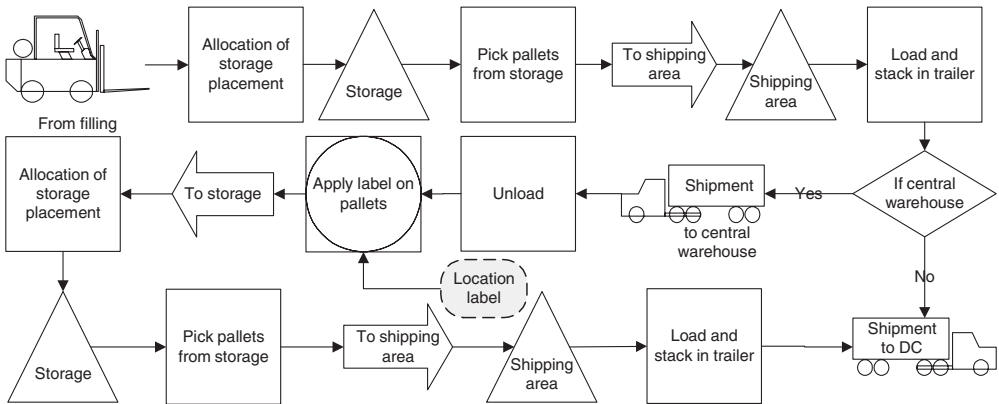 From filling
Allocation of
storage
placement
Storage
Pick pallets
from storage
To shipping
area
Shipping
area
Load and
stack in trailer
If central
warehouse
Yes
No
Shipment
to central
warehouse
Unload
Apply label on
pallets
Location
label
To storage
Allocation of
storage
placement
Storage
Pick pallets
from storage
To shipping
area
Shipping
area
Load and
stack in trailer
Shipment
to DC